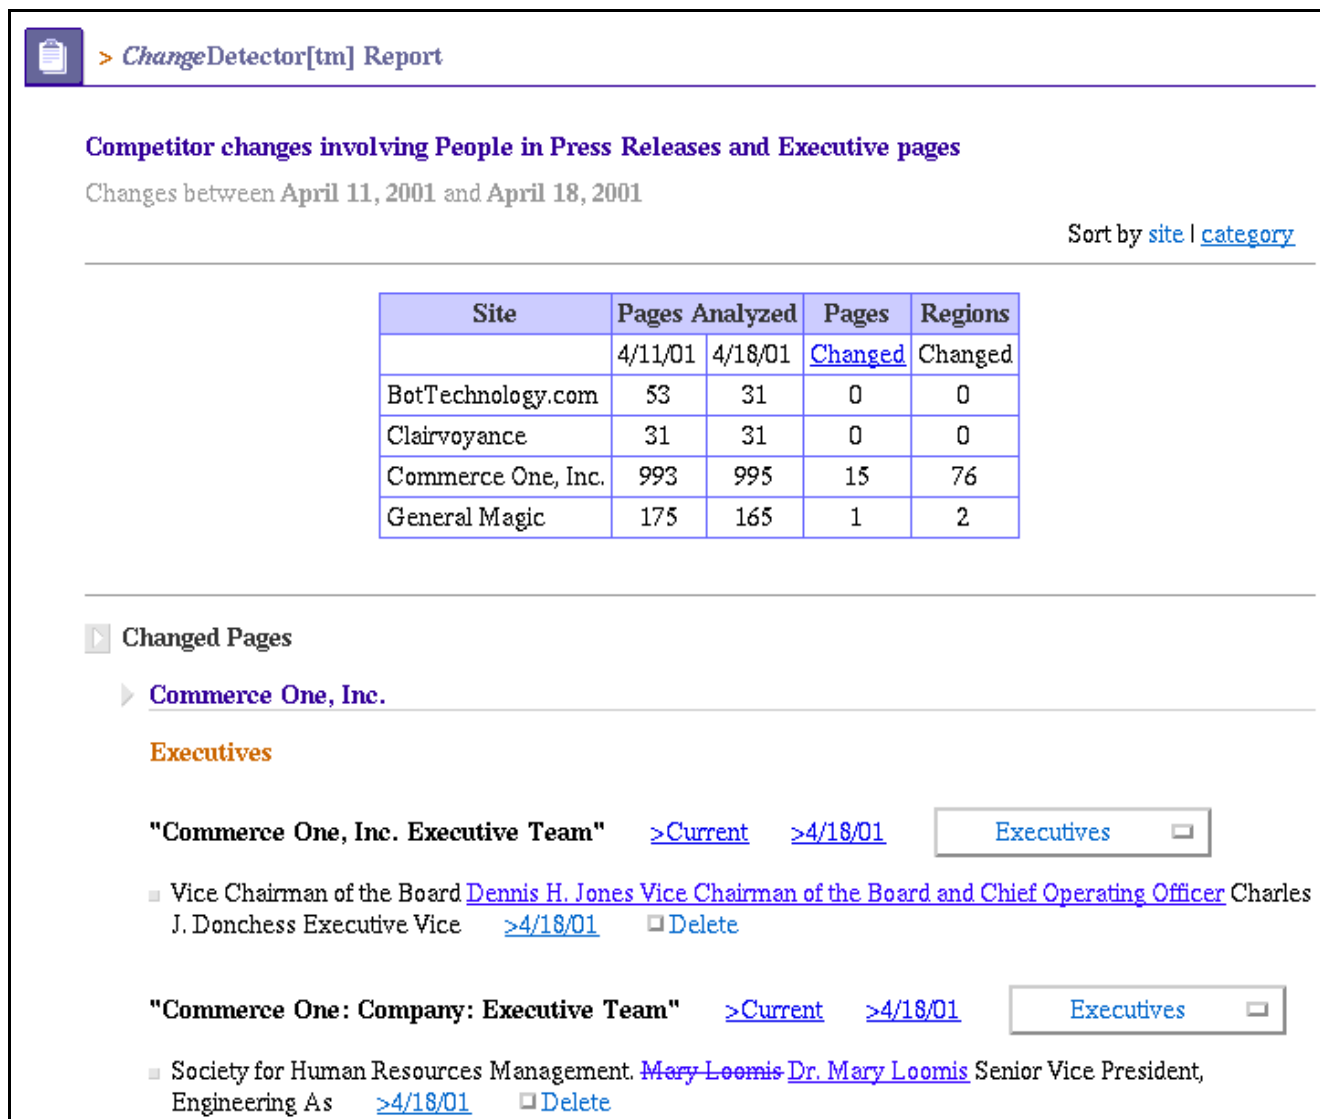 > ChangeDetector[tm] Report
Competitor changes involving People in Press Releases and Executive pages
Changes between April 11, 2001 and April 18, 2001
Sort by site | category
Site Pages Analyzed Pages Regions
4/11/01 4/18/01 Changed Changed
BotTechnology.com 53 31 0 0
Clairvoyance 31 31 0 0
Commerce One, Inc. 993 995 15 76
General Magic 175 165 1 2
Changed Pages
Commerce One, Inc.
Executives
"Commerce One, Inc. Executive Team" >Current >4/18/01 Executives
Vice Chairman of the Board Dennis H. Jones Vice Chairman of the Board and Chief Operating Officer Charles
J. Donchess Executive Vice >4/18/01 Delete
"Commerce One: Company: Executive Team" >Current >4/18/01 Executives
Society for Human Resources Management. Mary Loomis Dr. Mary Loomis Senior Vice President,
Engineering As >4/18/01 Delete